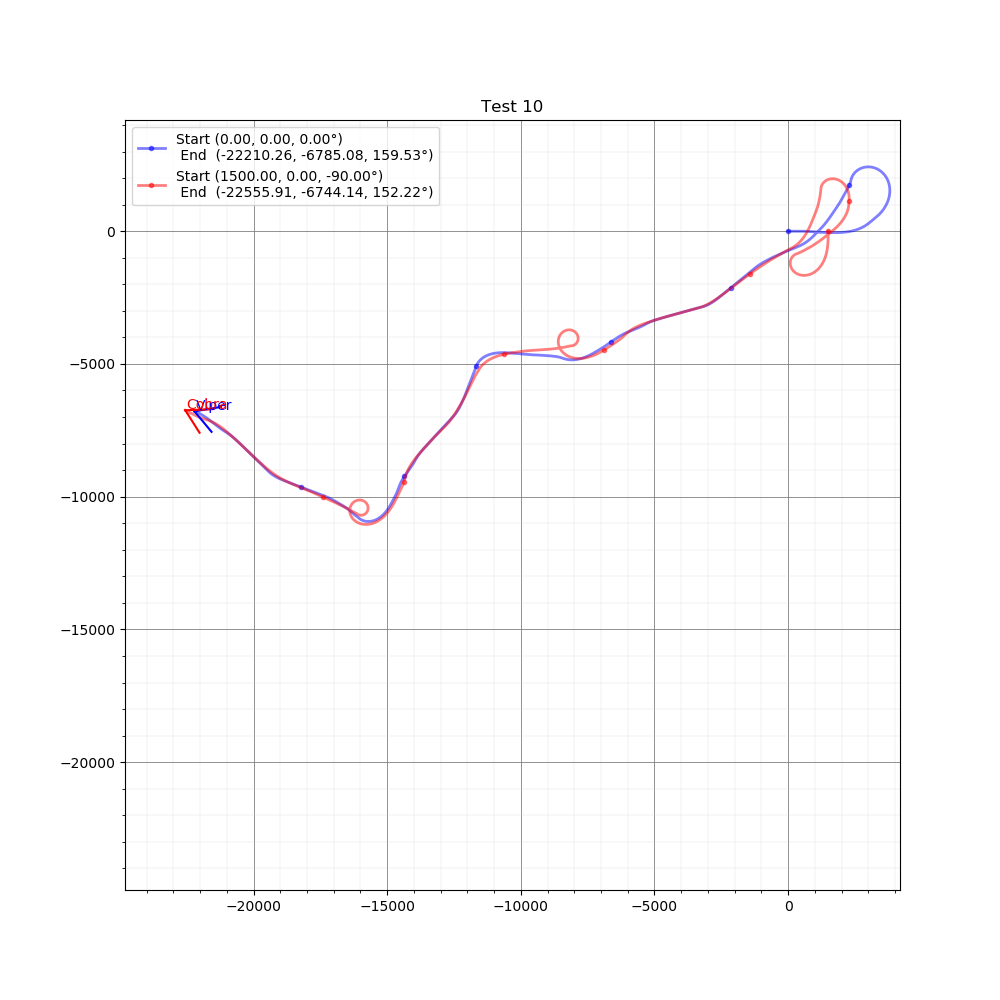 Test 10
Start (0.00, 0.00, 0.00°)
End  (-22210.26, -6785.08, 159.53°)
Start (1500.00, 0.00, -90.00°)
End  (-22555.91, -6744.14, 152.22°)
0
−5000
−10000
−15000
−20000
−20000
−15000
−10000
−5000
0